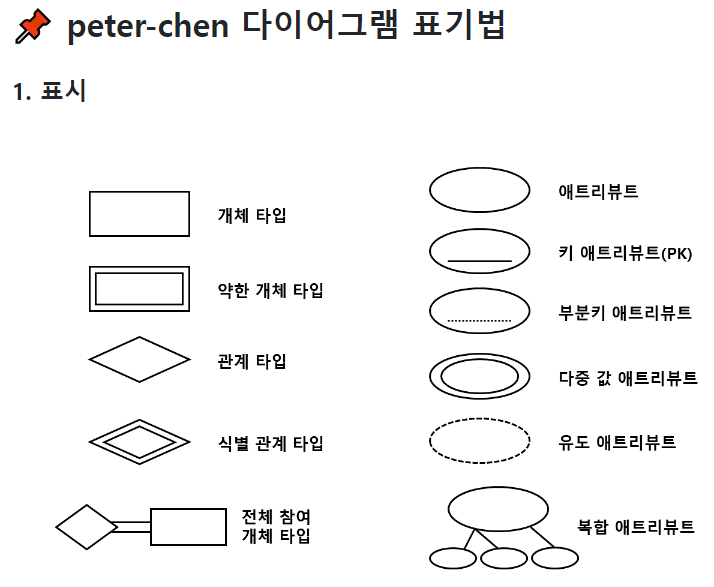 peter-chen 다이어그램 표기법
1. 표시
개체 타입
약한 개체 타입
관계 타입
식별 관계 타입
전체 참여
개체 타입
애트리뷰트
키 애트리뷰트(PK)
부분키 애트리뷰트
다중 값 애트리뷰트
유도 애트리뷰트
복합 애트리뷰트